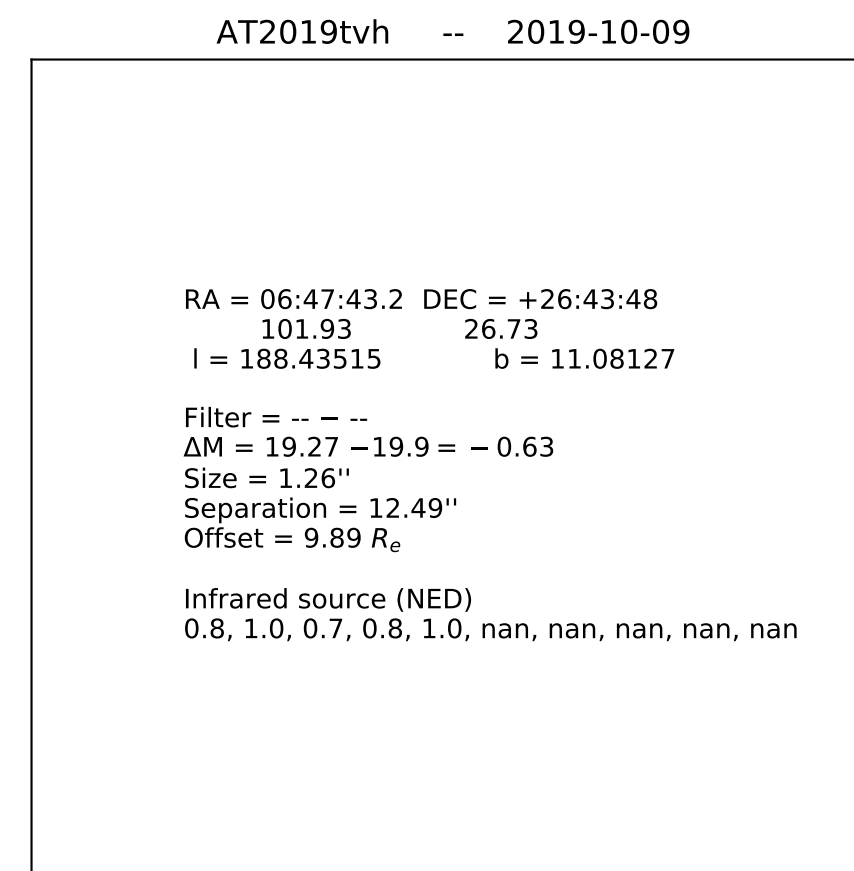 AT2019tvh -- 2019-10-09
RA = 06:47:43.2 DEC = +26:43:48
101.93 26.73
l = 188.43515 b = 11.08127
Filter = -- − --
ΔM = 19.27 −19.9 = − 0.63
Size = 1.26''
Separation = 12.49''
Offset = 9.89 Re
Infrared source (NED)
0.8, 1.0, 0.7, 0.8, 1.0, nan, nan, nan, nan, nan